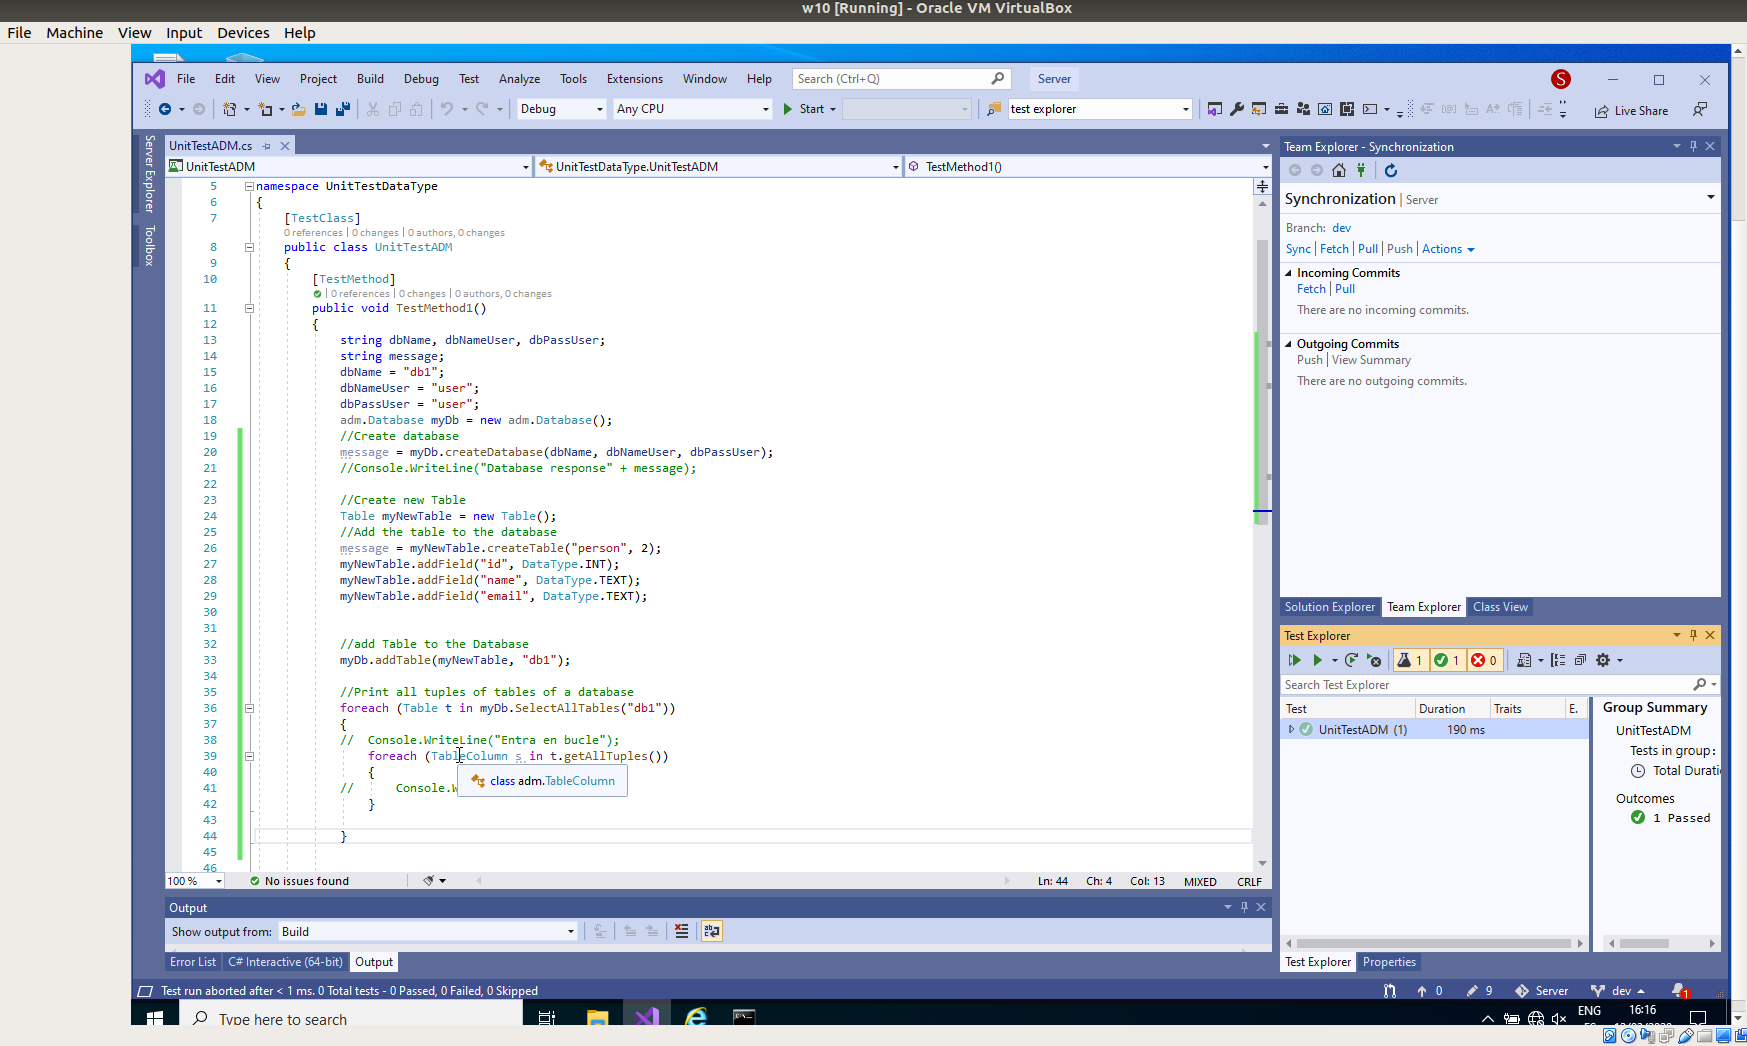 w10 [Running] - Oracle VM VirtualBox
File Machine View Input Devices Help
File Edit View Project Build Debug Test Analyze Tools Extensions Window Help Search (Ctrl+Q) Server S
Debug Any CPU Start test explorer Live Share
Server Explorer
Toolbox
UnitTestADM.cs
UnitTestADM UnitTestDataType.UnitTestADM TestMethod1()
5 namespace UnitTestDataType
6 {
7 [TestClass]
0 references | 0 changes | 0 authors, 0 changes
8 public class UnitTestADM
9 {
10 [TestMethod]
| 0 references | 0 changes | 0 authors, 0 changes
11 public void TestMethod1()
12 {
13 string dbName, dbNameUser, dbPassUser;
14 string message;
15 dbName = "db1";
16 dbNameUser = "user";
17 dbPassUser = "user";
18 adm.Database myDb = new adm.Database();
19 //Create database
20 message = myDb.createDatabase(dbName, dbNameUser, dbPassUser);
21 //Console.WriteLine("Database response" + message);
22
23 //Create new Table
24 Table myNewTable = new Table();
25 //Add the table to the database
26 message = myNewTable.createTable("person", 2);
27 myNewTable.addField("id", DataType.INT);
28 myNewTable.addField("name", DataType.TEXT);
29 myNewTable.addField("email", DataType.TEXT);
30
31
32 //add Table to the Database
33 myDb.addTable(myNewTable, "db1");
34
35 //Print all tuples of tables of a database
36 foreach (Table t in myDb.SelectAllTables("db1"))
37 {
38 // Console.WriteLine("Entra en bucle");
39 foreach (TableColumn s in t.getAllTuples())
40 {
class adm.TableColumn
41 // Console.W
42 }
43
44 }
45
46
100 % No issues found Ln: 44 Ch: 4 Col: 13 MIXED CRLF
Output
Show output from: Build
Error List C# Interactive (64-bit) Output
Team Explorer - Synchronization
Synchronization | Server
Branch: dev
Sync | Fetch | Pull | Push | Actions
Incoming Commits
Fetch | Pull
There are no incoming commits.
Outgoing Commits
Push | View Summary
There are no outgoing commits.
Solution Explorer Team Explorer Class View
Test Explorer
1 1 0
Search Test Explorer
Test Duration Traits E.
UnitTestADM (1) 190 ms
Group Summary
UnitTestADM
Tests in group:
Total Durati
Outcomes
1 Passed
Test Explorer Properties
Test run aborted after < 1 ms. 0 Total tests - 0 Passed, 0 Failed, 0 Skipped 0 9 Server dev 1
Type here to search ENG 16:16